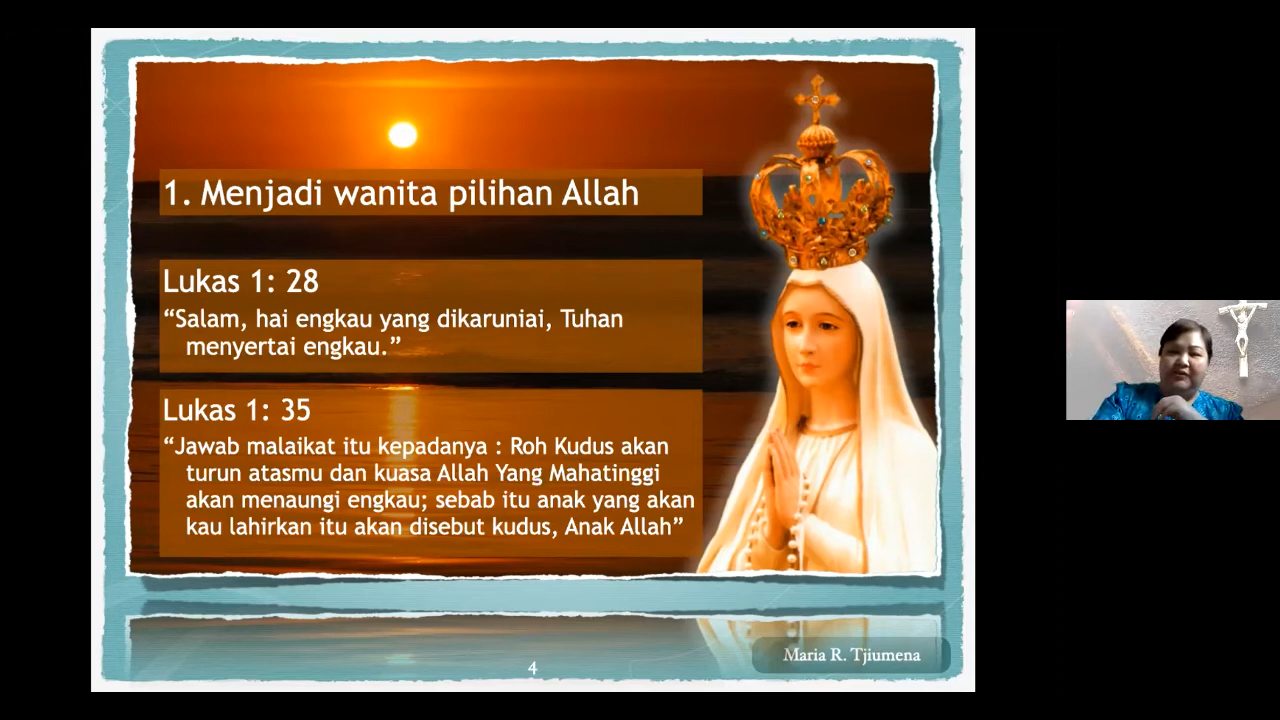 1. Menjadi wanita pilihan Allah
Lukas 1: 28
“Salam, hai engkau yang dikaruniai, Tuhan
menyertai engkau.”
Lukas 1: 35
“Jawab malaikat itu kepadanya : Roh Kudus akan
turun atasmu dan kuasa Allah Yang Mahatinggi
akan menaungi engkau; sebab itu anak yang akan
kau lahirkan itu akan disebut kudus, Anak Allah”
Maria R. Tjiumena
4